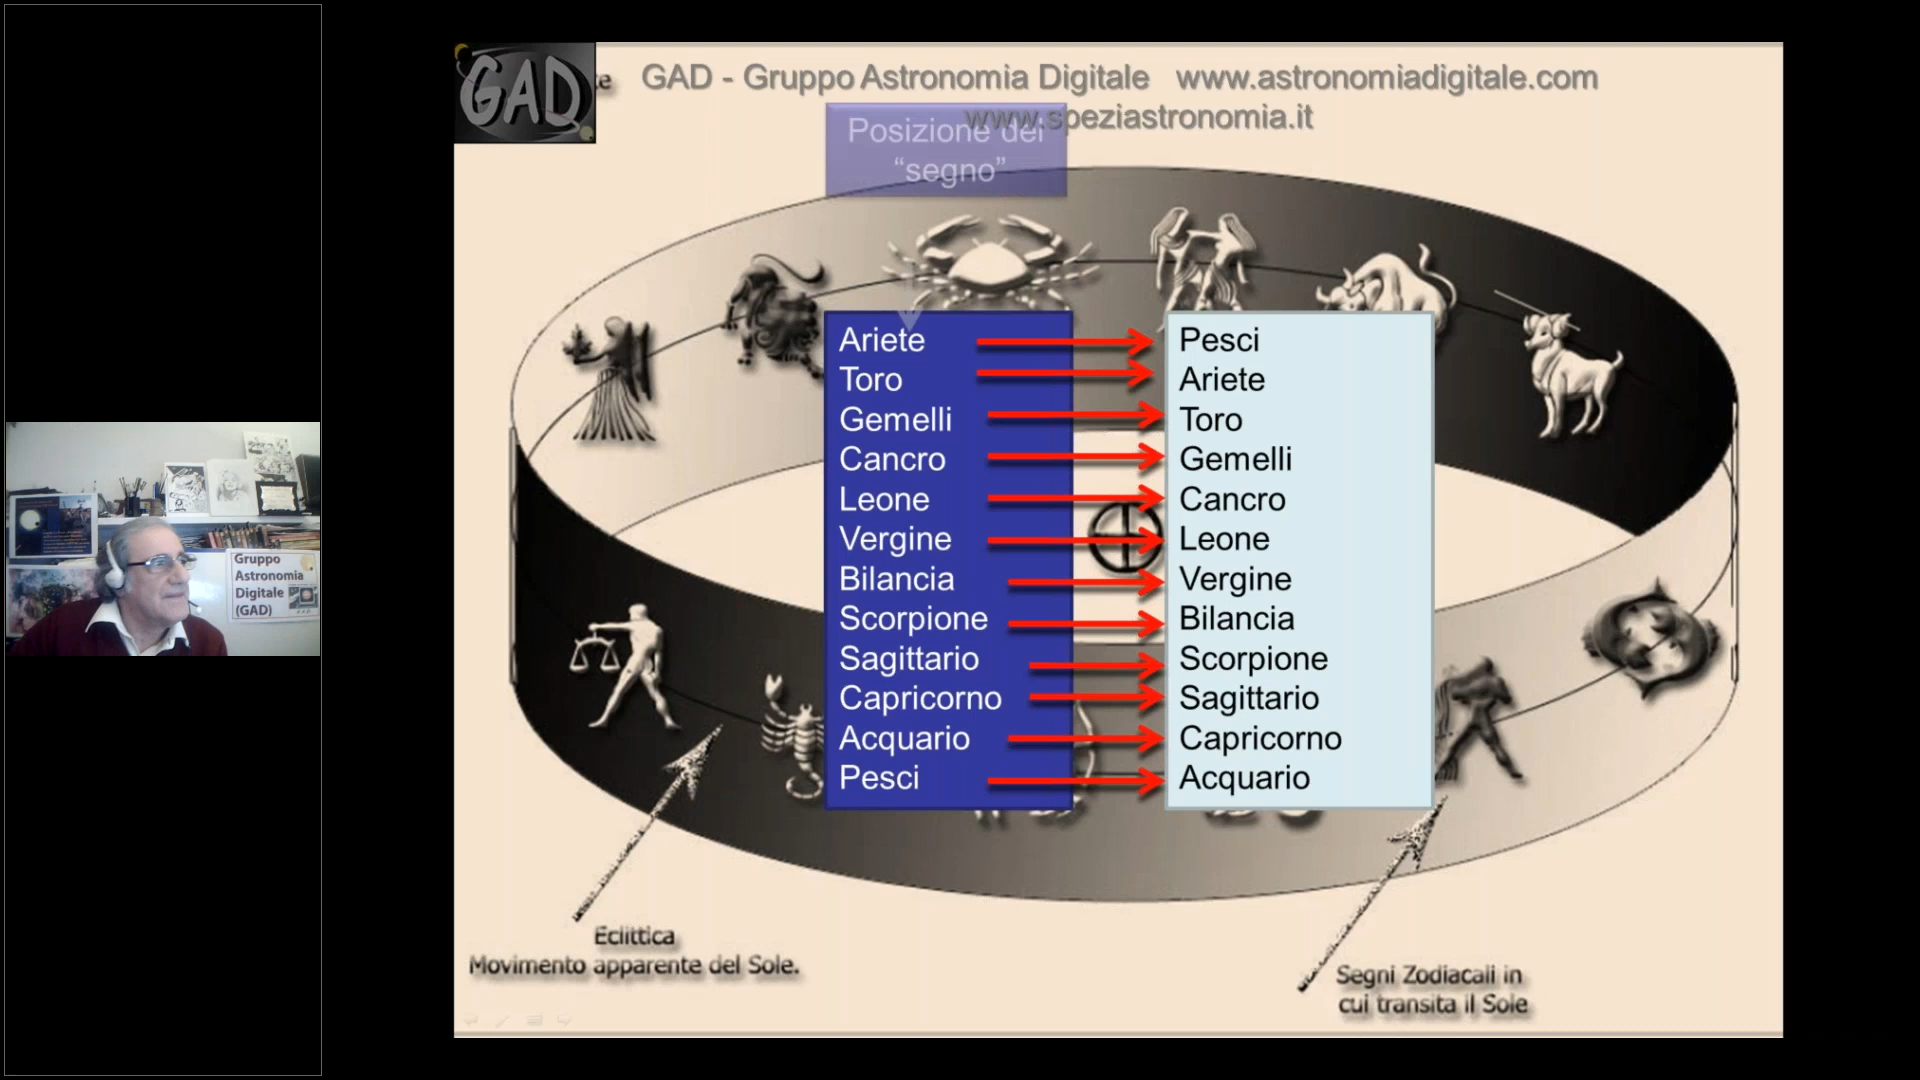 GAD
GAD - Gruppo Astronomia Digitale www.astronomiadigitale.com
www.speziastronomia.it
Posizione del
“segno”
Ariete
Toro
Gemelli
Cancro
Leone
Vergine
Bilancia
Scorpione
Sagittario
Capricorno
Acquario
Pesci
Pesci
Ariete
Toro
Gemelli
Cancro
Leone
Vergine
Bilancia
Scorpione
Sagittario
Capricorno
Acquario
Eclittica
Movimento apparente del Sole.
Segni Zodiacali in
cui transita il Sole
Gruppo
Astronomia
Digitale
(GAD)